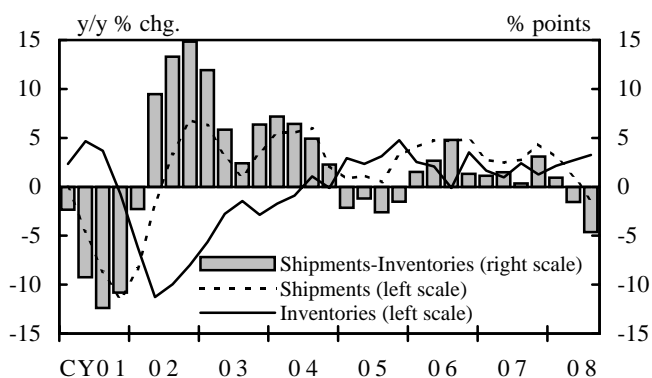 y/y % chg. % points
15 15
10 10
5 5
0 0
-5 -5
-10 -10
-15 -15
Shipments-Inventories (right scale)
Shipments (left scale)
Inventories (left scale)
CY01 02 03 04 05 06 07 08